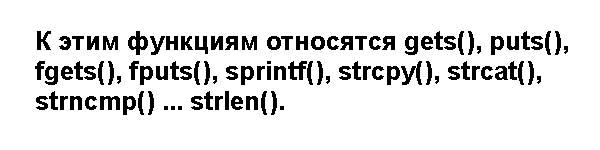 К этим функциям относятся gets(), puts(),
fgets(), fputs(), sprintf(), strcpy(), strcat(),
strncmp() ... strlen().